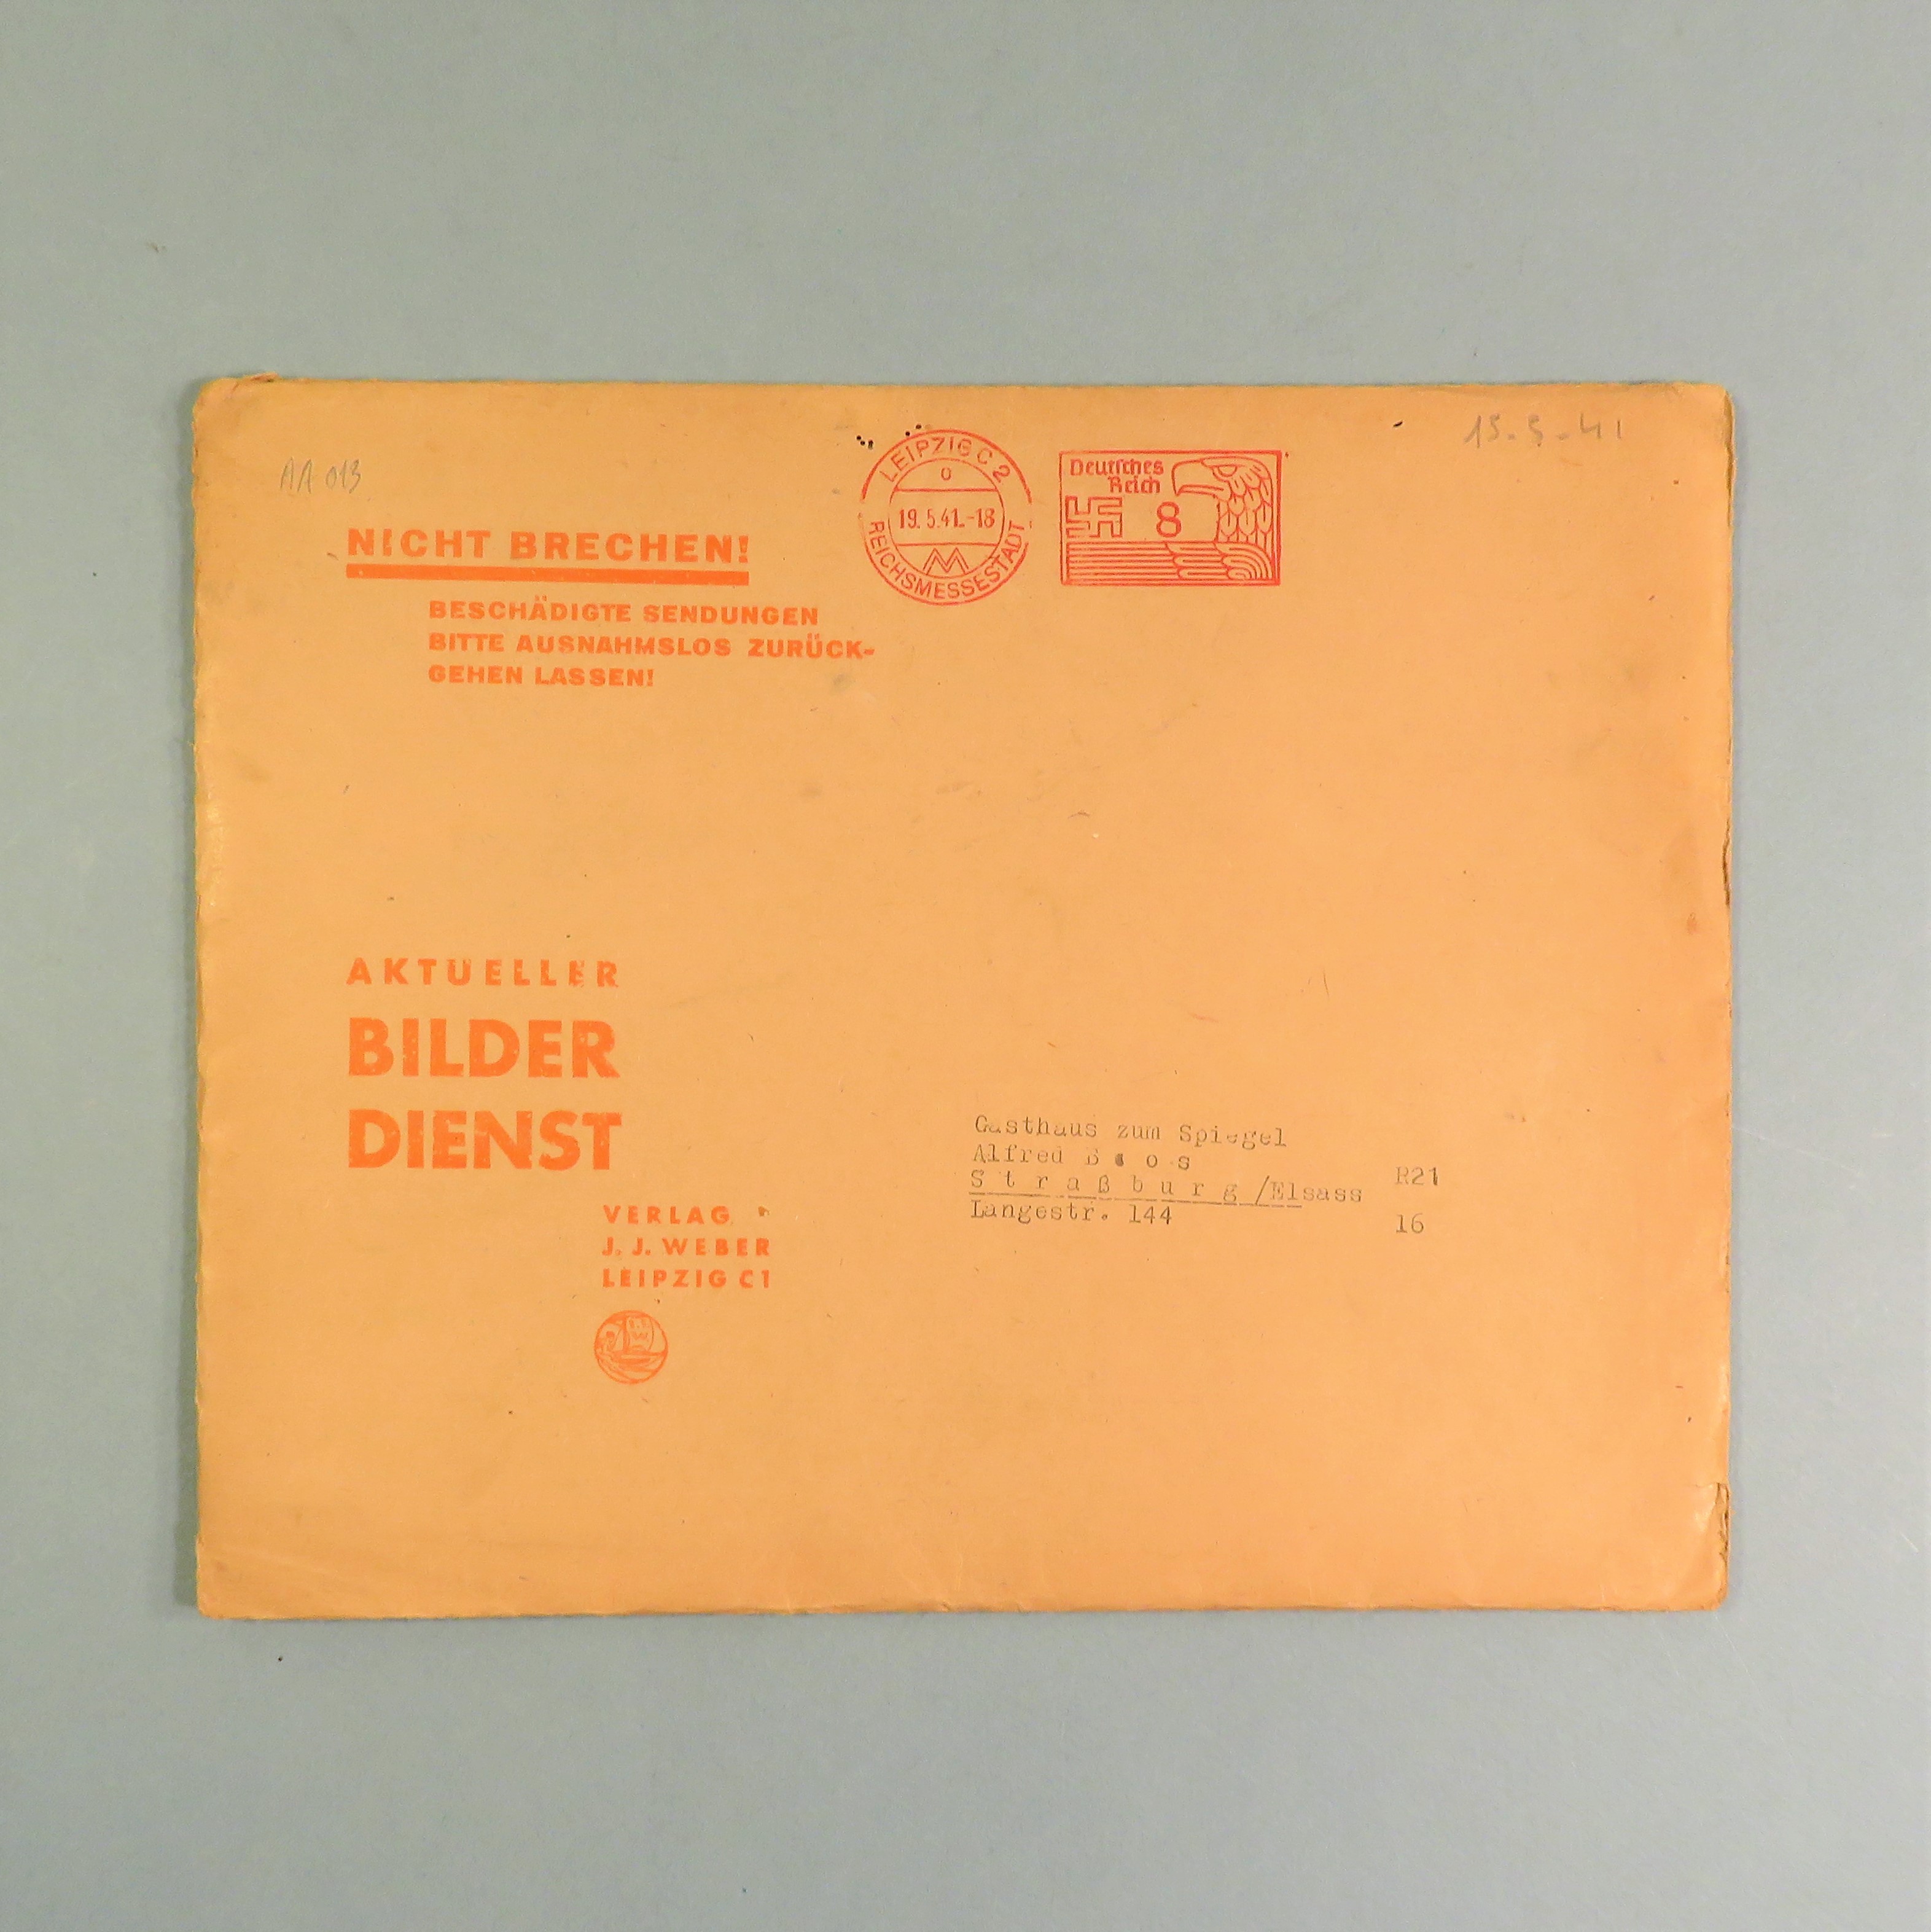 AA 013
15-5-41
LEIPZIG C 2
19.5.41.-18
REICHSMESSESTADT
Deutsches
Reich
8
NICHT BRECHEN!
BESCHÄDIGTE SENDUNGEN
BITTE AUSNAHMSLOS ZURÜCK-
GEHEN LASSEN!
AKTUELLER
BILDER
DIENST
VERLAG
J. J. WEBER
LEIPZIG C 1
Gasthaus zum Spiegel
Alfred
Straßburg/Elsass
Langestr. 144
R21
16